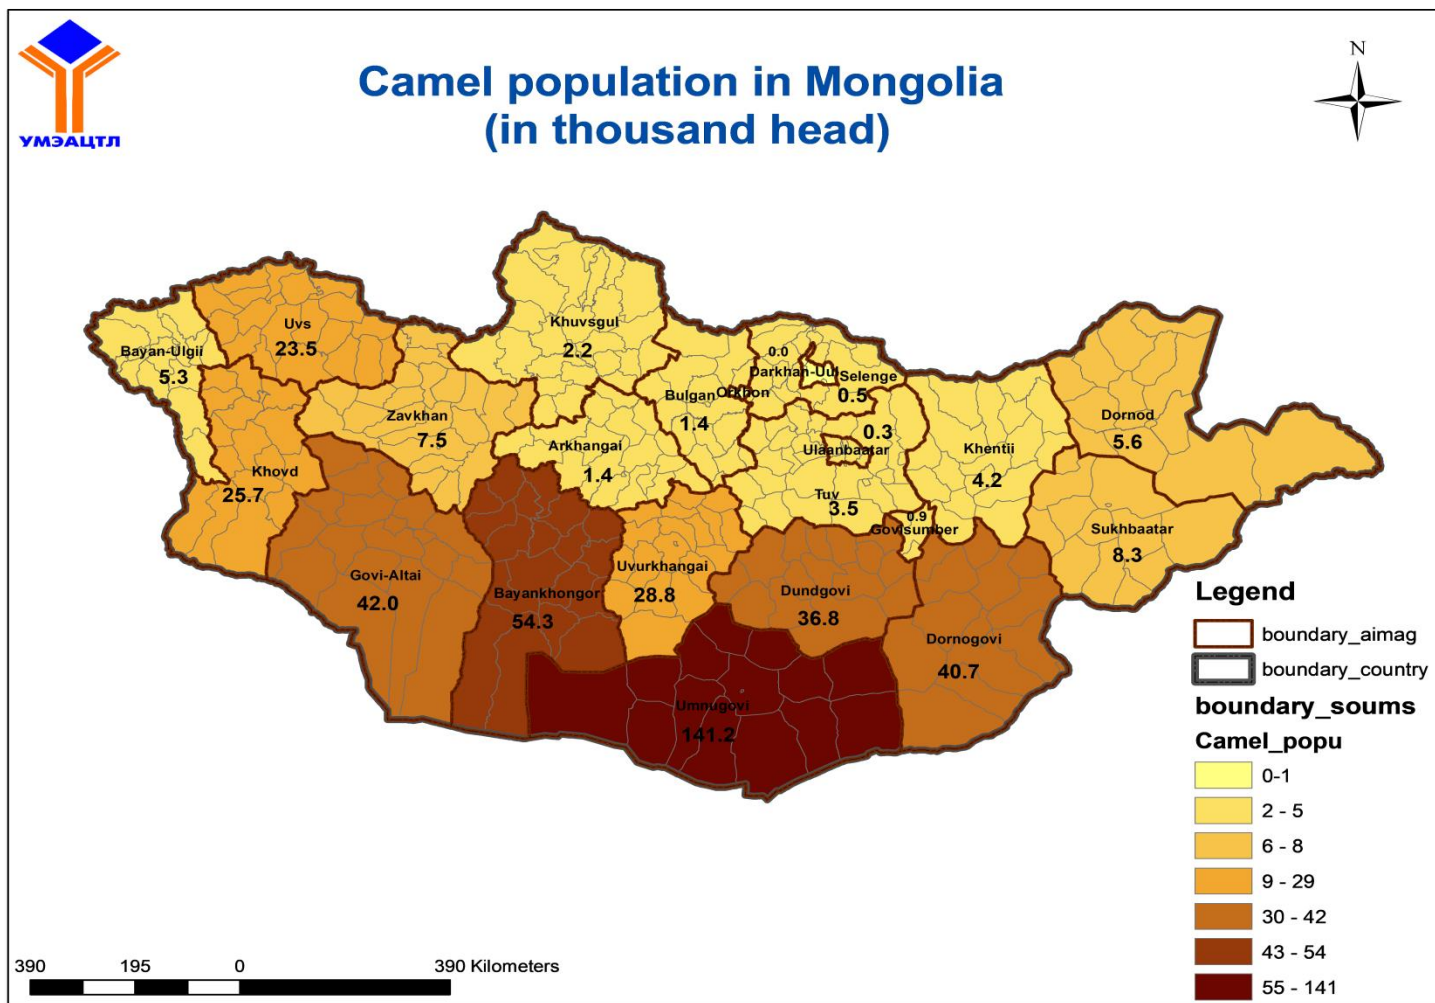 УМЭАЦТЛ
Camel population in Mongolia
(in thousand head)
N
Uvs
23.5
Bayan-Ulgii
5.3
Khovd
25.7
Zavkhan
7.5
Khuvsgul
2.2
Arkhangai
1.4
Bulgan
1.4
Orkhon
0.0
Darkhan-Uul
Selenge
0.5
0.3
Ulaanbaatar
Tuv
3.5
Khentii
4.2
Dornod
5.6
Sukhbaatar
8.3
0.9
Govisumber
Govi-Altai
42.0
Bayankhongor
54.3
Uvurkhangai
28.8
Dundgovi
36.8
Dornogovi
40.7
Umnugovi
141.2
Legend
boundary_aimag
boundary_country
boundary_soums
Camel_popu
0-1
2 - 5
6 - 8
9 - 29
30 - 42
43 - 54
55 - 141
390 195 0 390 Kilometers